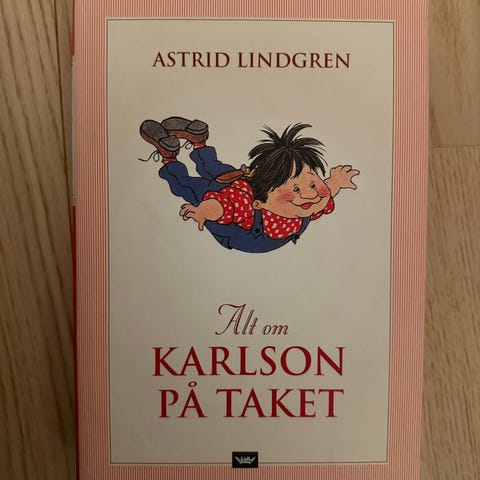 ASTRID LINDGREN
Alt om
KARLSON
PÅ TAKET